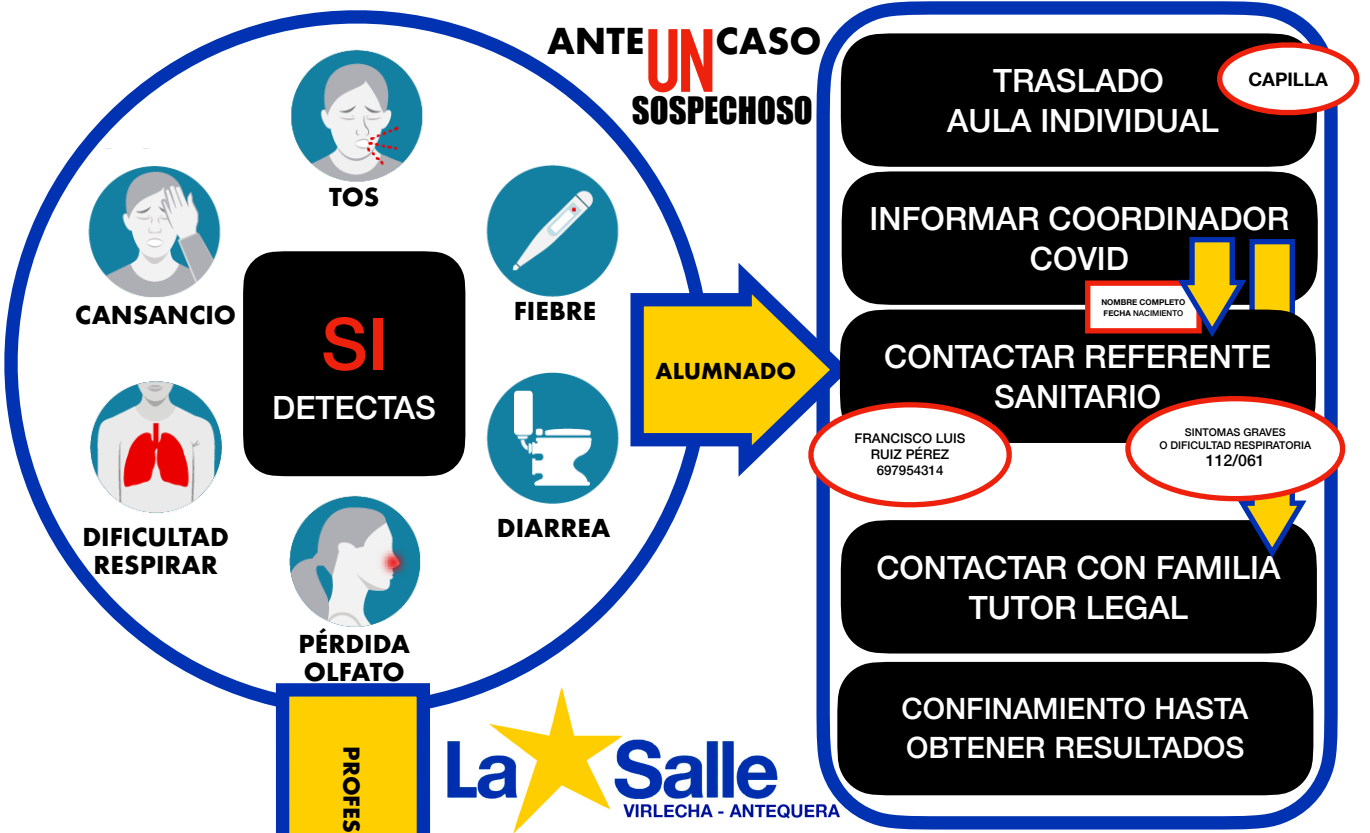 ANTE UN CASO
SOSPECHOSO
TOS
CANSANCIO
FIEBRE
SI
DETECTAS
DIFICULTAD
RESPIRAR
DIARREA
PÉRDIDA
OLFATO
ALUMNADO
PROFES
La Salle
VIRLECHA - ANTEQUERA
TRASLADO
AULA INDIVIDUAL
CAPILLA
INFORMAR COORDINADOR
COVID
NOMBRE COMPLETO
FECHA NACIMIENTO
CONTACTAR REFERENTE
SANITARIO
FRANCISCO LUIS
RUIZ PÉREZ
697954314
SINTOMAS GRAVES
O DIFICULTAD RESPIRATORIA
112/061
CONTACTAR CON FAMILIA
TUTOR LEGAL
CONFINAMIENTO HASTA
OBTENER RESULTADOS